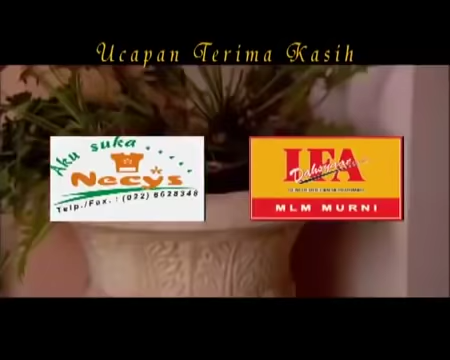 Ucapan Terima Kasih
Aku suka.....
Necy's
Telp./Fax. : (022) 6628348
IFA
MLM MURNI